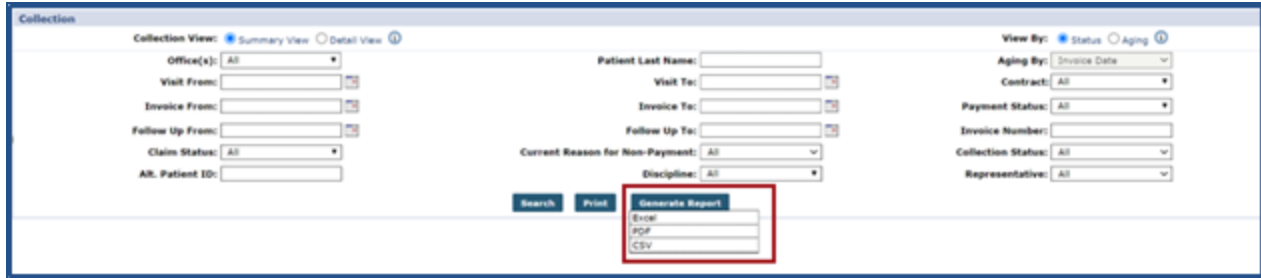 Collection
Collection View: Summary View Detail View View By: Status Aging
Office(s): All Patient Last Name: Aging By: Invoice Date
Visit From: Visit To: Contract: All
Invoice From: Invoice To: Payment Status: All
Follow Up From: Follow Up To: Invoice Number:
Claim Status: All Current Reason for Non-Payment: All Collection Status: All
Alt. Patient ID: Discipline: All Representative: All
Search Print Generate Report
Excel
PDF
CSV